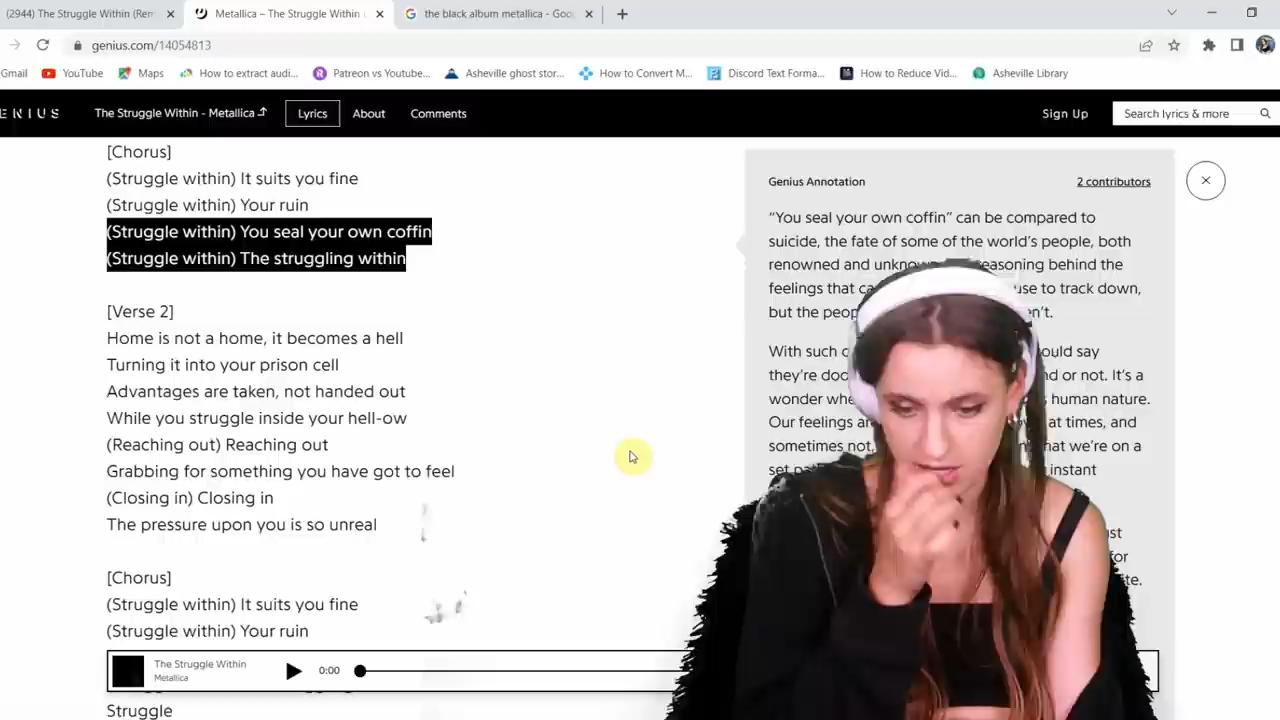 (2944) The Struggle Within (Rem
Metallica – The Struggle Within
the black album metallica - Goo
genius.com/14054813
Gmail
YouTube
Maps
How to extract audi...
Patreon vs Youtube...
Asheville ghost stor...
How to Convert M...
Discord Text Forma...
How to Reduce Vid...
Asheville Library
ENIUS
The Struggle Within - Metallica
Lyrics
About
Comments
Sign Up
Search lyrics & more
[Chorus]
(Struggle within) It suits you fine
(Struggle within) Your ruin
(Struggle within) You seal your own coffin
(Struggle within) The struggling within
[Verse 2]
Home is not a home, it becomes a hell
Turning it into your prison cell
Advantages are taken, not handed out
While you struggle inside your hell-ow
(Reaching out) Reaching out
Grabbing for something you have got to feel
(Closing in) Closing in
The pressure upon you is so unreal
[Chorus]
(Struggle within) It suits you fine
(Struggle within) Your ruin
Struggle
Genius Annotation
2 contributors
“You seal your own coffin” can be compared to
suicide, the fate of some of the world’s people, both
renowned and reasoning behind the
feelings that use to track down,
but the
With such
they’re or not. It’s a
wonder human nature.
Our feelings at times, and
sometimes not, that we’re on a
set instant
for
The Struggle Within
Metallica
0:00